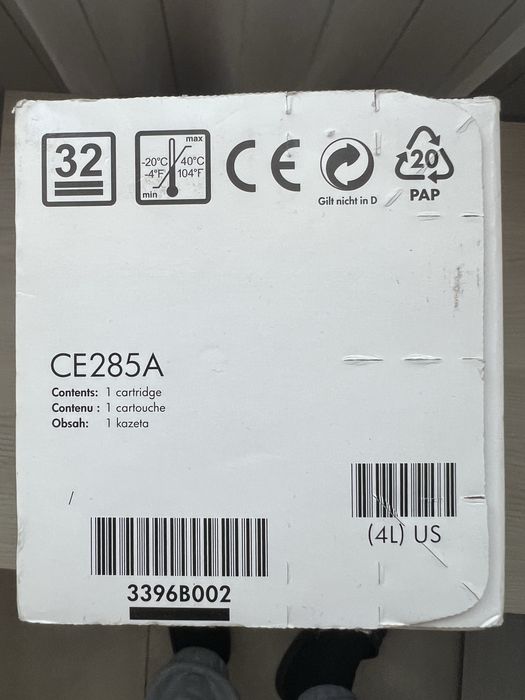 32
max
-20°C 40°C
-4°F 104°F
min
CE
Gilt nicht in D
20
PAP
CE285A
Contents: 1 cartridge
Contenu : 1 cartouche
Obsah: 1 kazeta
/
(4L) US
3396B002